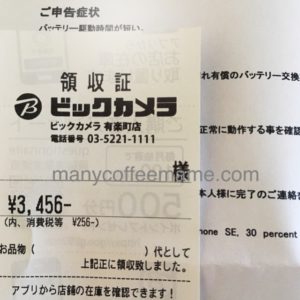 ご申告症状
バッテリー駆動時間が短い、
領収証
ビックカメラ
ビックカメラ 有楽町店
電話番号 03-5221-1111
様
¥3,456-
(内、消費税等 ¥256-)
お品物( )代として
上記正に領収致しました。
アプリから店舗の在庫を確認できます!
れ有償のバッテリー交換
正常に動作する事を確認
本人様に完了のご連絡を
hone SE, 30 percent
manycoffeemtime.com